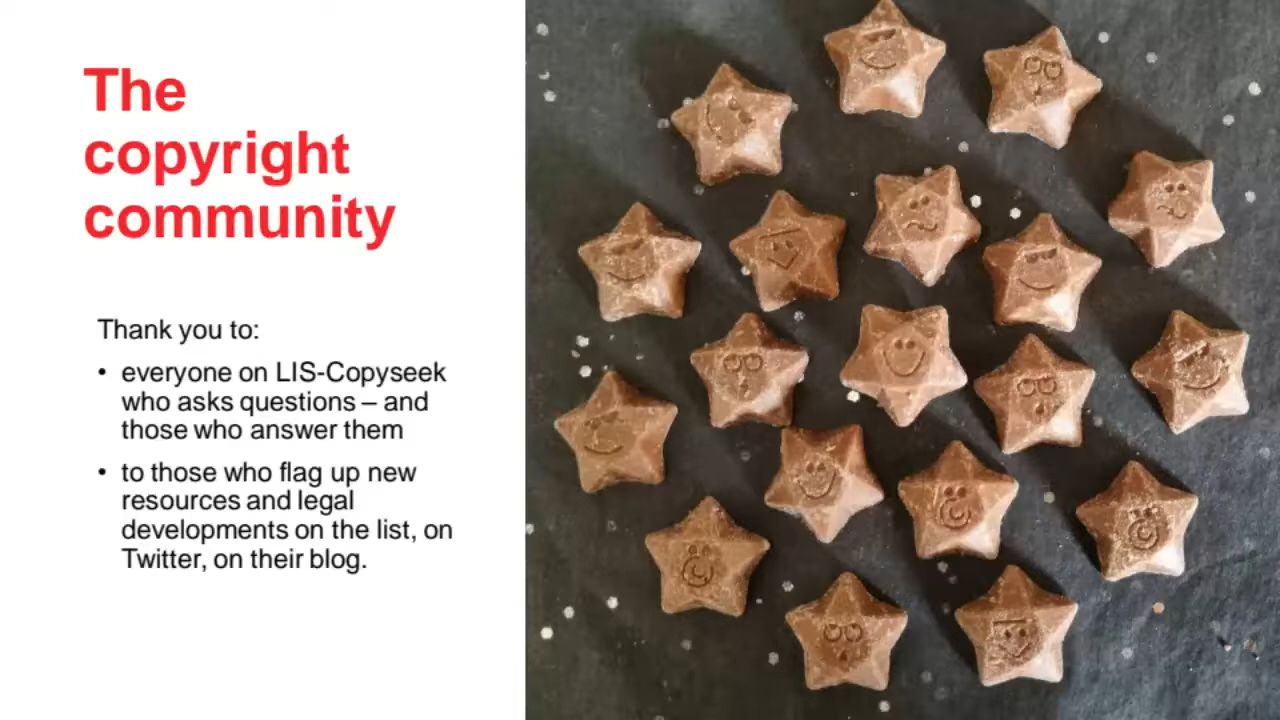 The
copyright
community
Thank you to:
• everyone on LIS-Copyseek
who asks questions – and
those who answer them
• to those who flag up new
resources and legal
developments on the list, on
Twitter, on their blog.